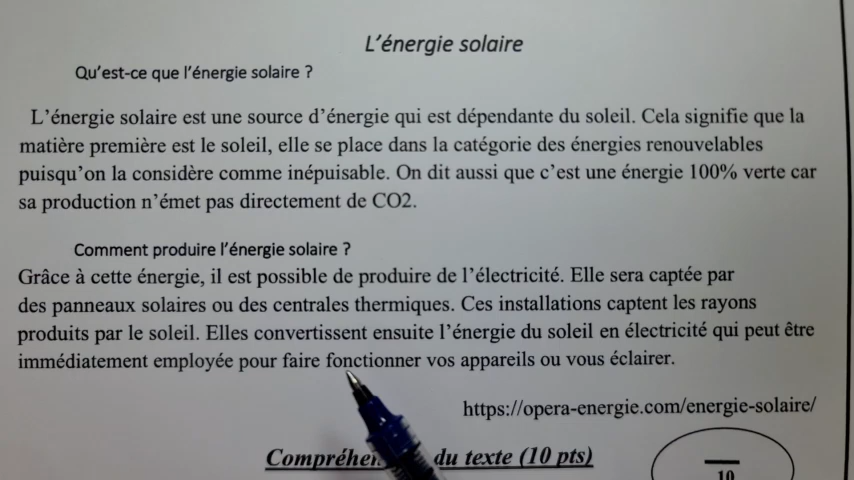 L'énergie solaire
Qu'est-ce que l'énergie solaire ?
L'énergie solaire est une source d'énergie qui est dépendante du soleil. Cela signifie que la
matière première est le soleil, elle se place dans la catégorie des énergies renouvelables
puisqu'on la considère comme inépuisable. On dit aussi que c'est une énergie 100% verte car
sa production n'émet pas directement de CO2.
Comment produire l'énergie solaire ?
Grâce à cette énergie, il est possible de produire de l'électricité. Elle sera captée par
des panneaux solaires ou des centrales thermiques. Ces installations captent les rayons
produits par le soleil. Elles convertissent ensuite l'énergie du soleil en électricité qui peut être
immédiatement employée pour faire fonctionner vos appareils ou vous éclairer.
https://opera-energie.com/energie-solaire/
du texte (10 pts)
10